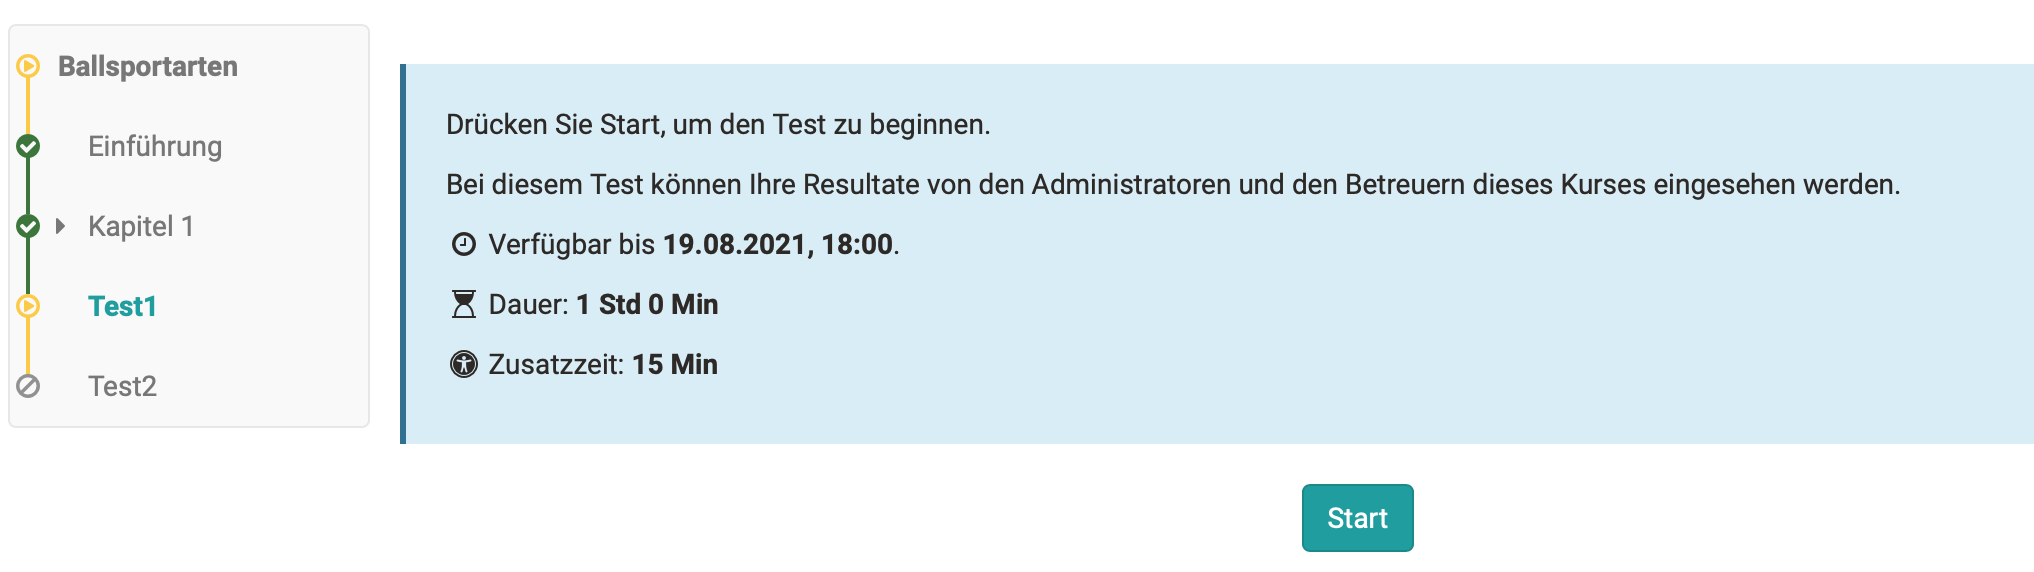 Ballsportarten
Einführung
Kapitel 1
Test1
Test2
Drücken Sie Start, um den Test zu beginnen.
Bei diesem Test können Ihre Resultate von den Administratoren und den Betreuern dieses Kurses eingesehen werden.
Verfügbar bis 19.08.2021, 18:00.
Dauer: 1 Std 0 Min
Zusatzzeit: 15 Min
Start